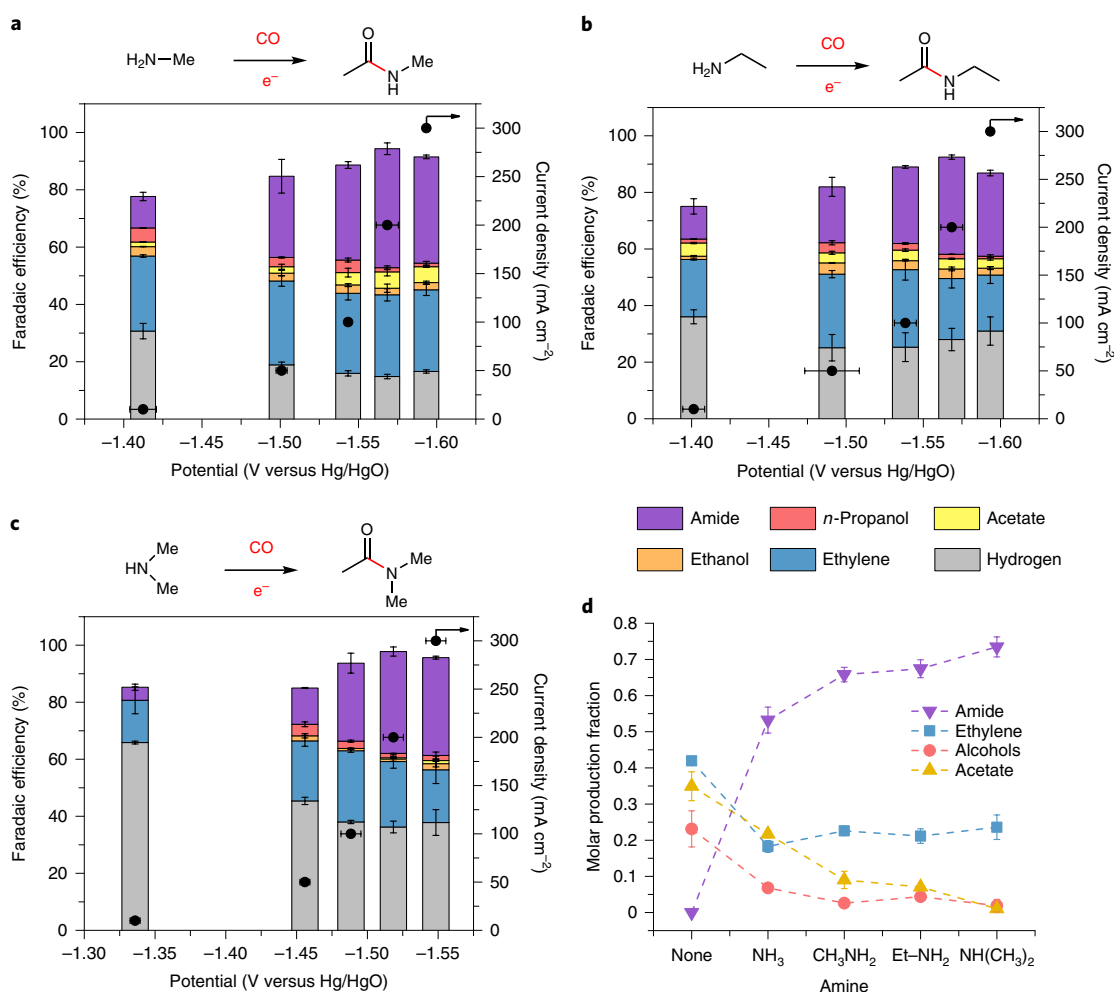 a
H₂N–Me
CO
e⁻
O
N
H
Me
Faradaic efficiency (%)
100
80
60
40
20
0
300
250
200
150
100
50
0
Current density (mA cm⁻²)
−1.40 −1.45 −1.50 −1.55 −1.60
Potential (V versus Hg/HgO)
b
H₂N
CO
e⁻
O
N
H
Faradaic efficiency (%)
100
80
60
40
20
0
300
250
200
150
100
50
0
Current density (mA cm⁻²)
−1.40 −1.45 −1.50 −1.55 −1.60
Potential (V versus Hg/HgO)
Amide n-Propanol Acetate
Ethanol Ethylene Hydrogen
c
Me
HN
Me
CO
e⁻
O
N
Me
Me
Faradaic efficiency (%)
100
80
60
40
20
0
300
250
200
150
100
50
0
Current density (mA cm⁻²)
−1.30 −1.35 −1.40 −1.45 −1.50 −1.55
Potential (V versus Hg/HgO)
d
Molar production fraction
0.8
0.7
0.6
0.5
0.4
0.3
0.2
0.1
0
Amide
Ethylene
Alcohols
Acetate
None NH₃ CH₃NH₂ Et–NH₂ NH(CH₃)₂
Amine